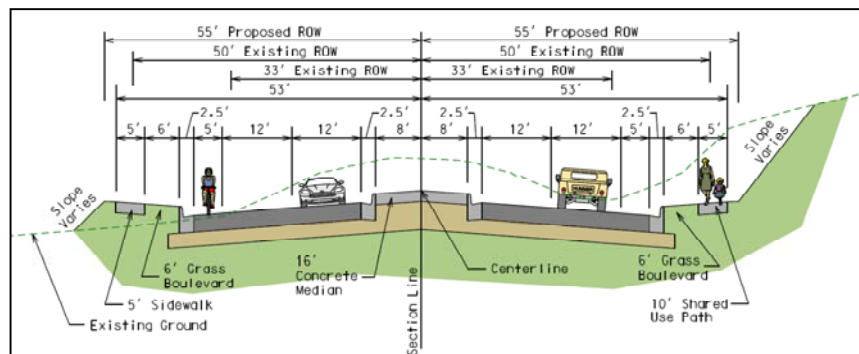 55' Proposed ROW 55' Proposed ROW
50' Existing ROW 50' Existing ROW
33' Existing ROW 33' Existing ROW
53' 53'
2.5' 2.5' 2.5' 2.5'
5' 6' 5' 12' 12' 8' 8' 12' 12' 5' 6' 5'
Slope
Varies
Slope
Varies
6' Grass
Boulevard
5' Sidewalk
Existing Ground
16'
Concrete
Median
Section Line
Centerline
6' Grass
Boulevard
10' Shared
Use Path